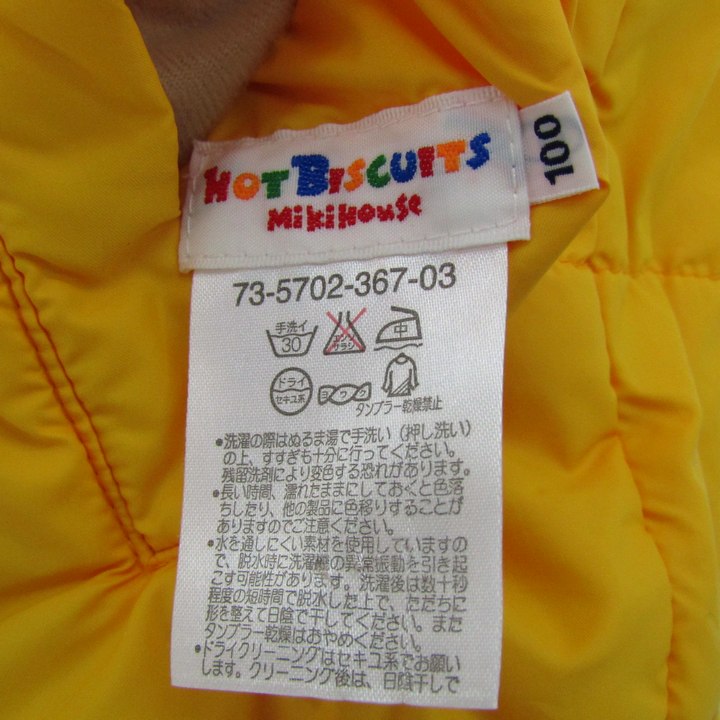 HOT BISCUITS
Mikihouse
100
73-5702-367-03
手洗イ
30
エンソ
サラシ
中
ドライ
セキユ系
タンブラー乾燥禁止
•洗濯の際はぬるま湯で手洗い(押し洗い)
の上、すすぎも十分に行ってください。
残留洗剤により変色する恐れがあります。
•長い時間、濡れたままにしておくと色落
ちしたり、他の製品に色移りすることが
ありますのでご注意ください。
•水を通しにくい素材を使用していますの
で、脱水時に洗濯機の異常振動を引き起
こす可能性があります。洗濯後は数十秒
程度の短時間で脱水した上で、ただちに
形を整えて日陰で干してください。また
タンブラー乾燥はおやめください。
•ドライクリーニングはセキユ系でお願い
します。クリーニング後は、日陰干しで